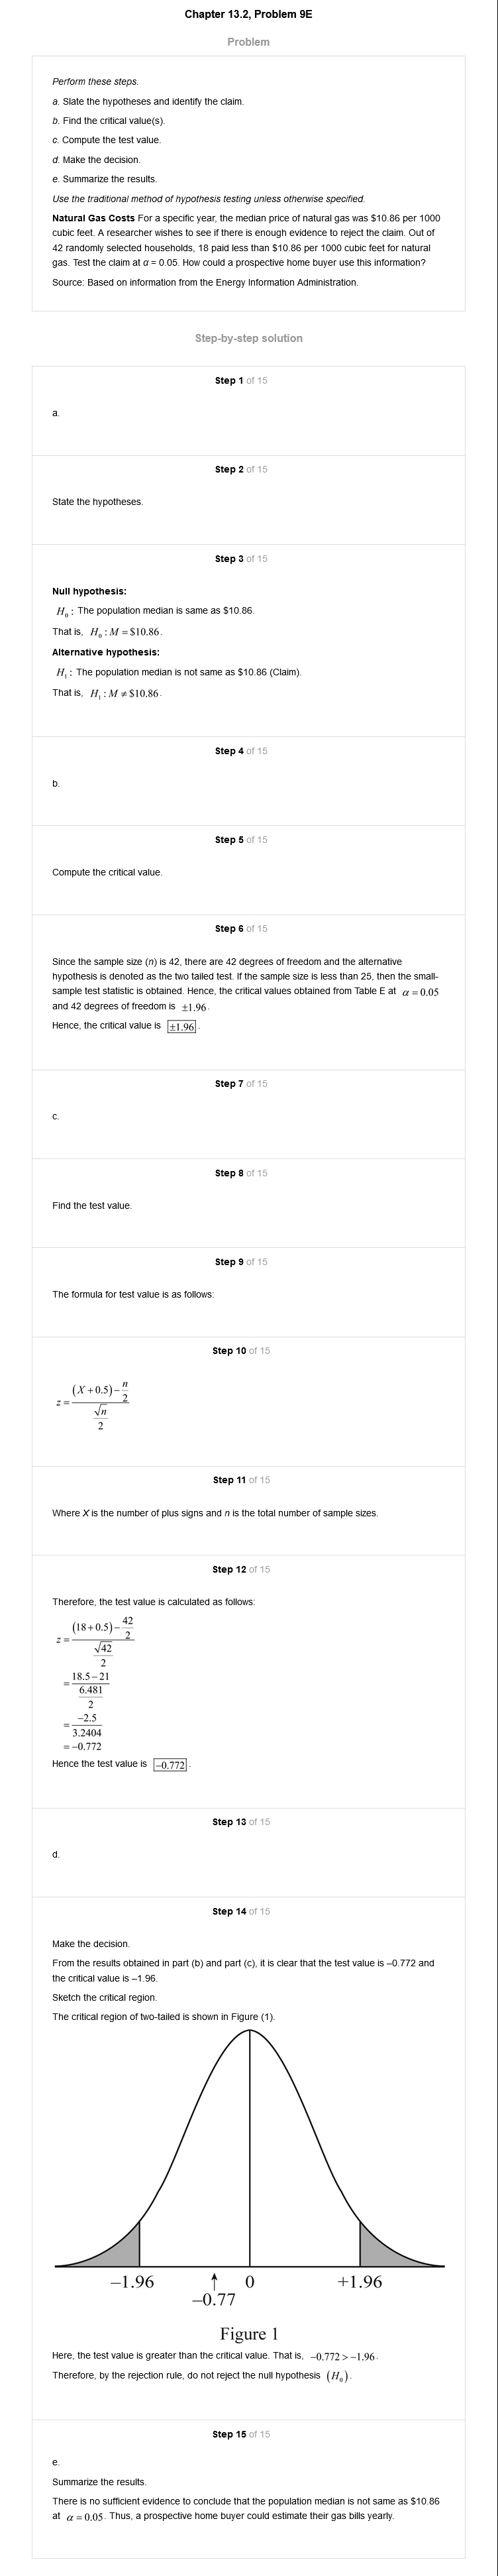 Chapter 13.2, Problem 9E
Problem
Perform these steps.
a. Slate the hypotheses and identify the claim.
b. Find the critical value(s).
c. Compute the test value.
d. Make the decision.
e. Summarize the results.
Use the traditional method of hypothesis testing unless otherwise specified.
Natural Gas Costs For a specific year, the median price of natural gas was $10.86 per 1000
cubic feet. A researcher wishes to see if there is enough evidence to reject the claim. Out of
42 randomly selected households, 18 paid less than $10.86 per 1000 cubic feet for natural
gas. Test the claim at α = 0.05. How could a prospective home buyer use this information?
Source: Based on information from the Energy Information Administration.
Step-by-step solution
Step 1 of 15
a.
Step 2 of 15
State the hypotheses.
Step 3 of 15
Null hypothesis:
H₀ : The population median is same as $10.86.
That is, H₀ : M = $10.86.
Alternative hypothesis:
H₁ : The population median is not same as $10.86 (Claim).
That is, H₁ : M ≠ $10.86.
Step 4 of 15
b.
Step 5 of 15
Compute the critical value.
Step 6 of 15
Since the sample size (n) is 42, there are 42 degrees of freedom and the alternative
hypothesis is denoted as the two tailed test. If the sample size is less than 25, then the small-
sample test statistic is obtained. Hence, the critical values obtained from Table E at α = 0.05
and 42 degrees of freedom is ±1.96.
Hence, the critical value is ±1.96.
Step 7 of 15
c.
Step 8 of 15
Find the test value.
Step 9 of 15
The formula for test value is as follows:
Step 10 of 15
z = ((X + 0.5) − n/2) / (√n/2)
Step 11 of 15
Where X is the number of plus signs and n is the total number of sample sizes.
Step 12 of 15
Therefore, the test value is calculated as follows:
z = ((18 + 0.5) − 42/2) / (√42/2)
= (18.5 − 21) / (6.481/2)
= −2.5 / 3.2404
= −0.772
Hence the test value is −0.772.
Step 13 of 15
d.
Step 14 of 15
Make the decision.
From the results obtained in part (b) and part (c), it is clear that the test value is –0.772 and
the critical value is –1.96.
Sketch the critical region.
The critical region of two-tailed is shown in Figure (1).
−1.96 0 +1.96
−0.77
Figure 1
Here, the test value is greater than the critical value. That is, −0.772 > −1.96.
Therefore, by the rejection rule, do not reject the null hypothesis (H₀).
Step 15 of 15
e.
Summarize the results.
There is no sufficient evidence to conclude that the population median is not same as $10.86
at α = 0.05. Thus, a prospective home buyer could estimate their gas bills yearly.